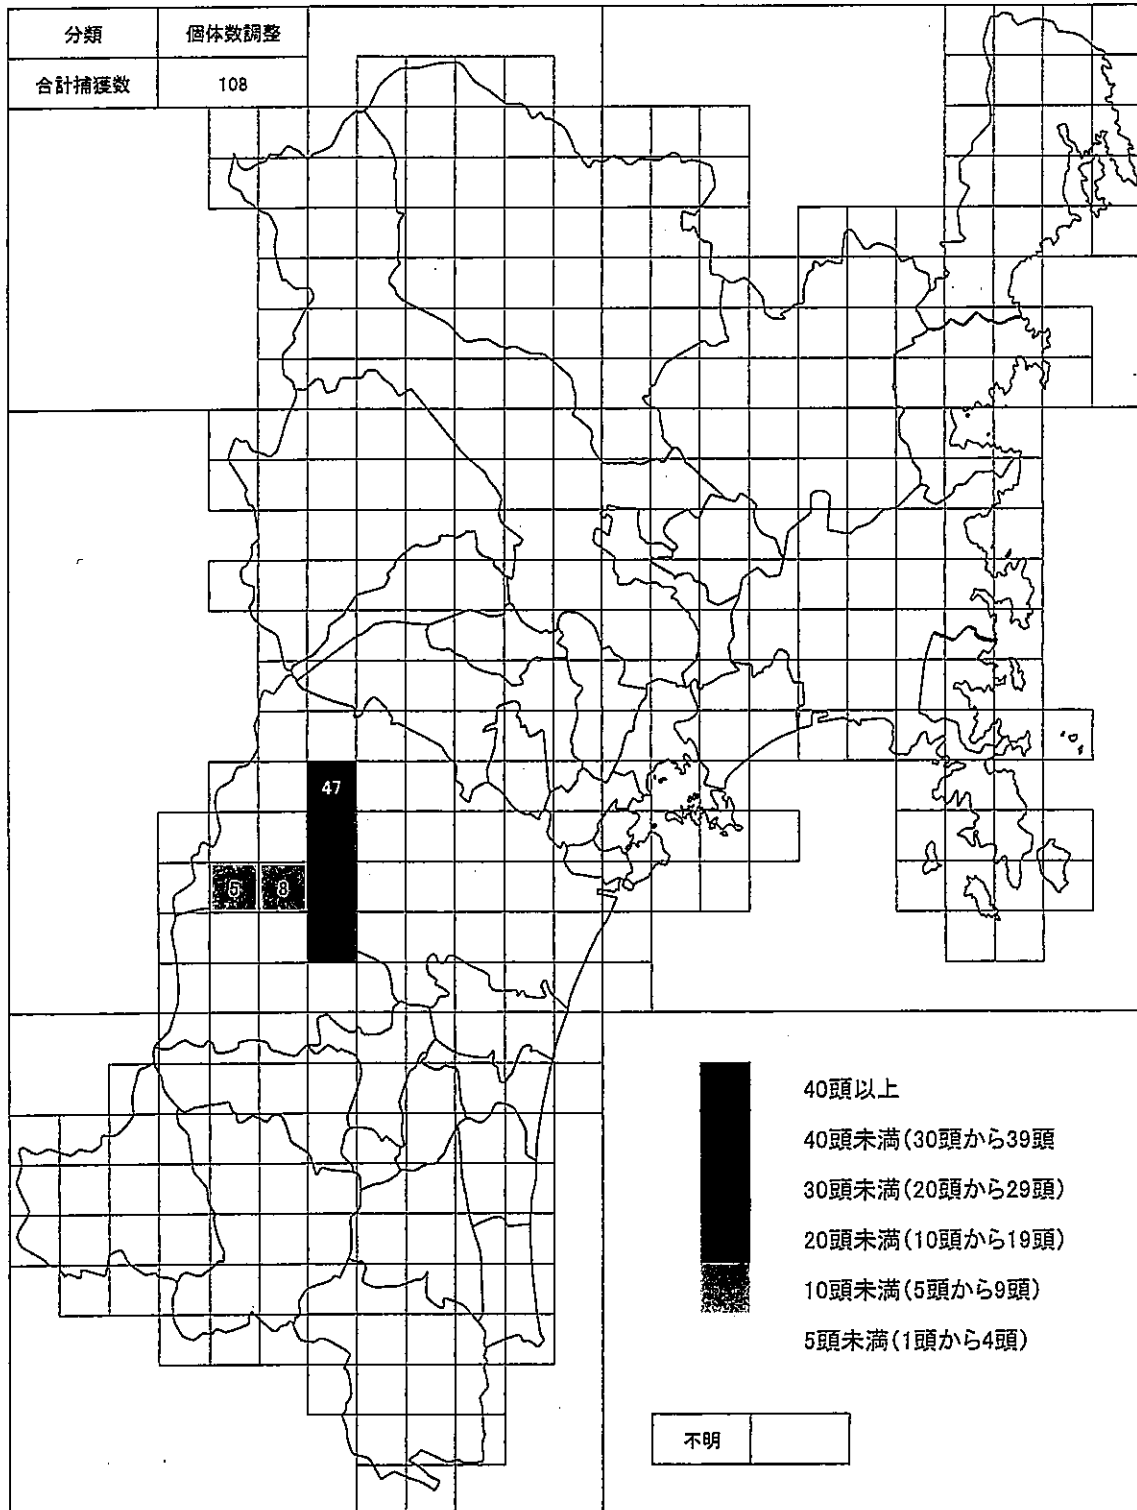 分類 個体数調整
合計捕獲数 108
47
5 8
40頭以上
40頭未満(30頭から39頭
30頭未満(20頭から29頭)
20頭未満(10頭から19頭)
10頭未満(5頭から9頭)
5頭未満(1頭から4頭)
不明